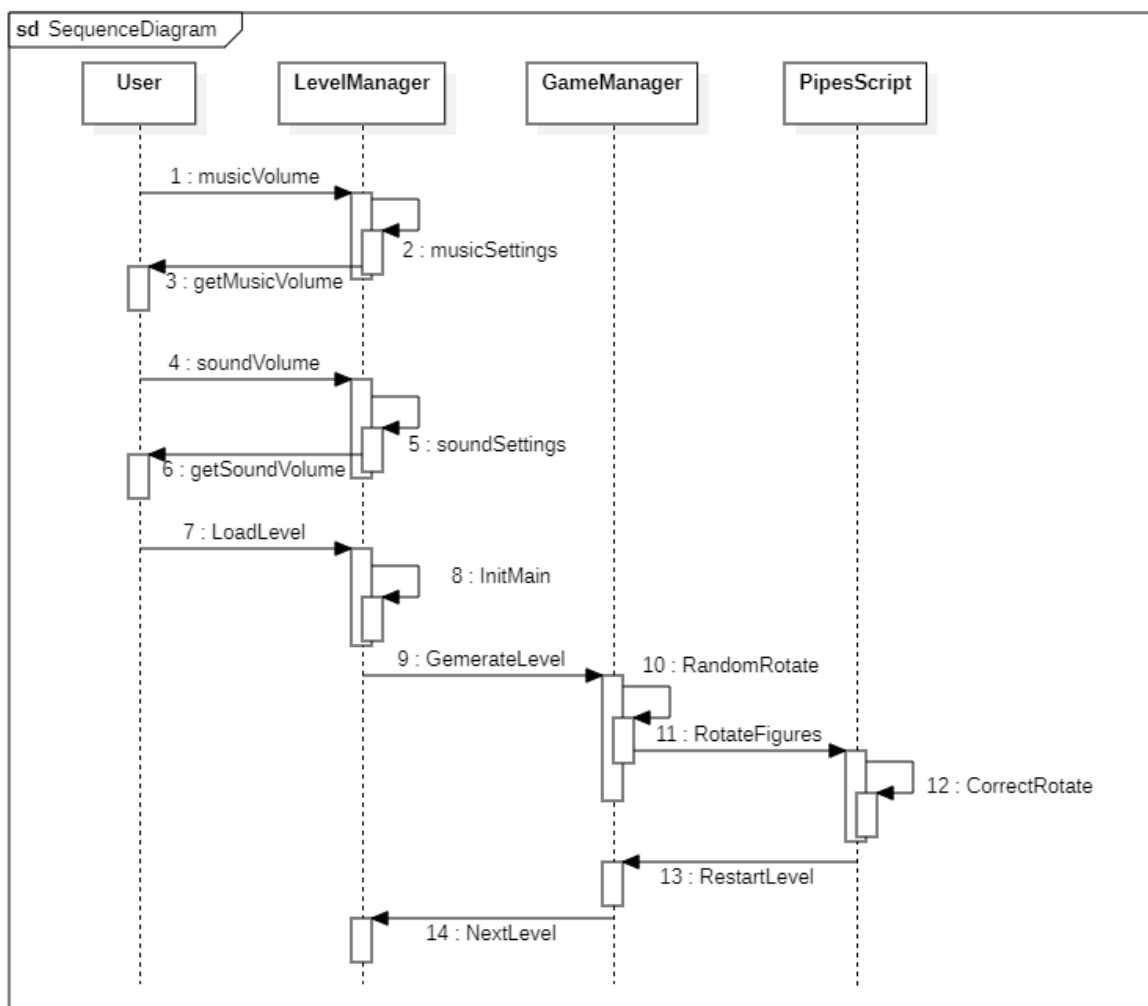 sd SequenceDiagram
User
LevelManager
GameManager
PipesScript
1 : musicVolume
2 : musicSettings
3 : getMusicVolume
4 : soundVolume
5 : soundSettings
6 : getSoundVolume
7 : LoadLevel
8 : InitMain
9 : GemerateLevel
10 : RandomRotate
11 : RotateFigures
12 : CorrectRotate
13 : RestartLevel
14 : NextLevel